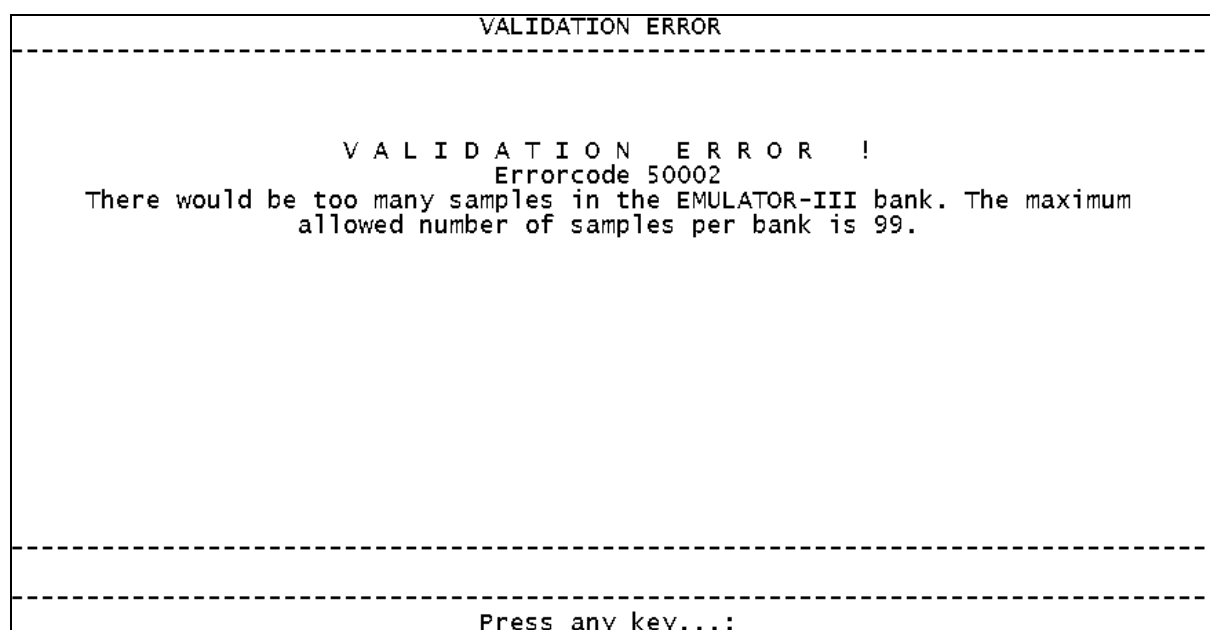 VALIDATION ERROR
V A L I D A T I O N   E R R O R   !
Errorcode 50002
There would be too many samples in the EMULATOR-III bank. The maximum
allowed number of samples per bank is 99.
Press any key...: